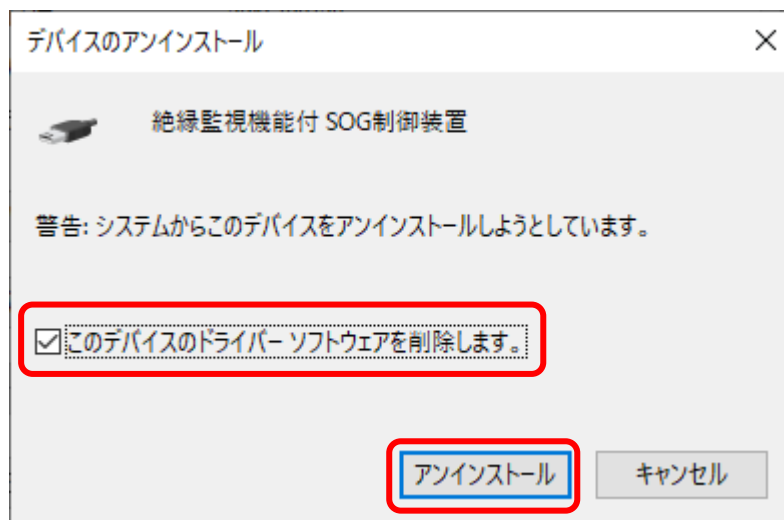 デバイスのアンインストール
絶縁監視機能付 SOG制御装置
警告: システムからこのデバイスをアンインストールしようとしています。
このデバイスのドライバー ソフトウェアを削除します。
アンインストール
キャンセル